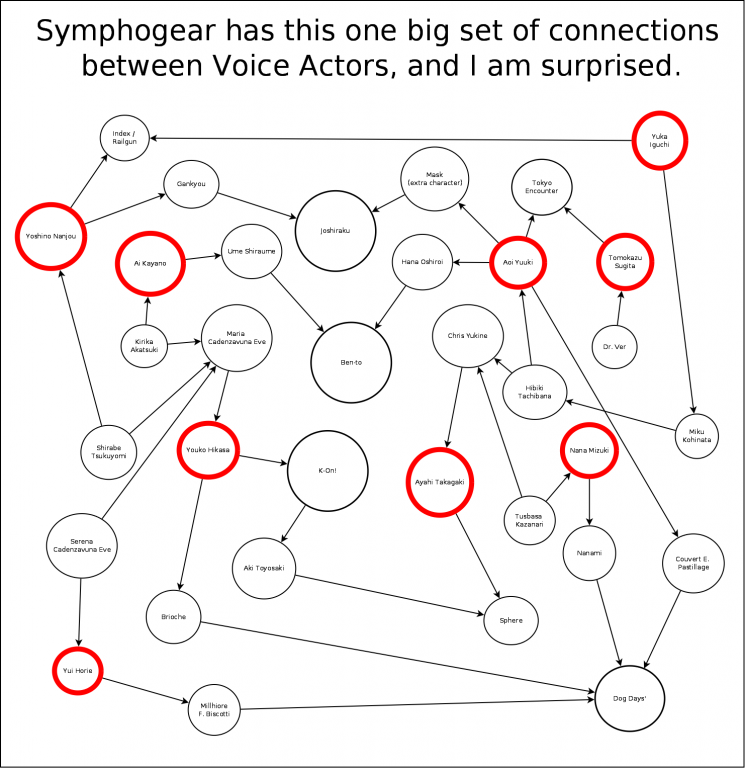 Symphogear has this one big set of connections
between Voice Actors, and I am surprised.
Index /
Railgun
Yuka
Iguchi
Gankyou
Mask
(extra character)
Tokyo
Encounter
Yoshino Nanjou
Joshiraku
Ai Kayano
Ume Shiraume
Hana Oshiroi
Aoi Yuuki
Tomokazu
Sugita
Kirika
Akatsuki
Maria
Cadenzavuna Eve
Chris Yukine
Dr. Ver
Ben-to
Hibiki
Tachibana
Miku
Kohinata
Shirabe
Tsukuyomi
Youko Hikasa
K-On!
Ayahi Takagaki
Nana Mizuki
Tusbasa
Kazanari
Serena
Cadenzavuna Eve
Aki Toyosaki
Nanami
Couvert E.
Pastillage
Brioche
Sphere
Yui Horie
Millhiore
F. Biscotti
Dog Days'